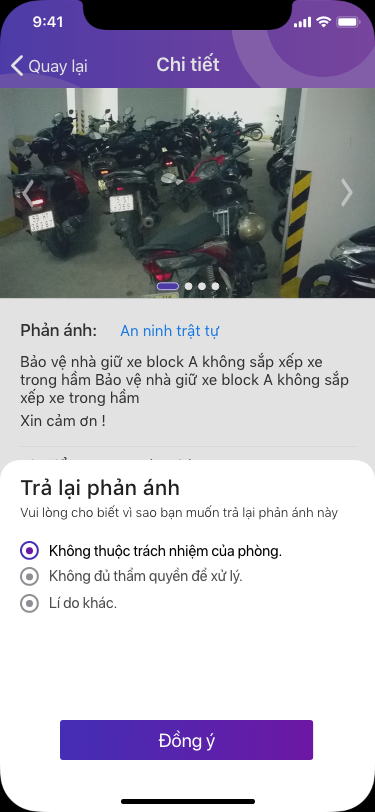 9:41
Quay lại
Chi tiết
Phản ánh: An ninh trật tự
Bảo vệ nhà giữ xe block A không sắp xếp xe
trong hầm Bảo vệ nhà giữ xe block A không sắp
xếp xe trong hầm
Xin cảm ơn !
Trả lại phản ánh
Vui lòng cho biết vì sao bạn muốn trả lại phản ánh này
Không thuộc trách nhiệm của phòng.
Không đủ thẩm quyền để xử lý.
Lí do khác.
Đồng ý